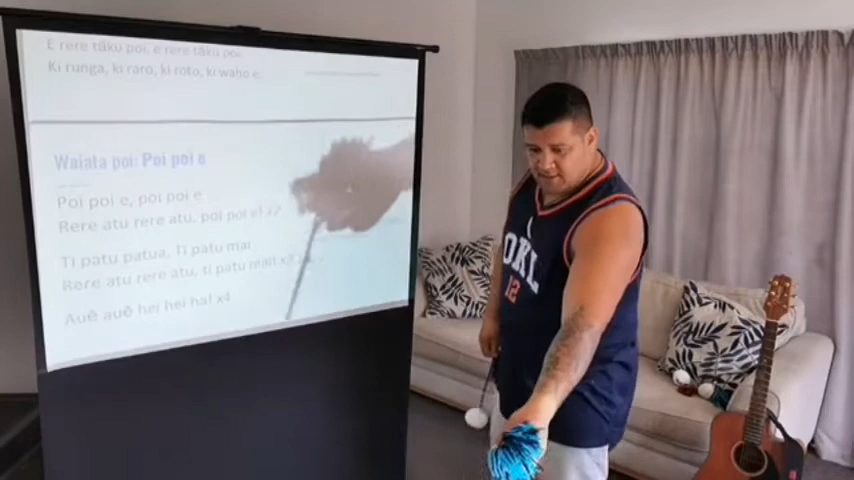 E rere tāku poi, e rere tāku poi
Ki runga, ki raro, ki roto, ki waho e.
Waiata poi: Poi poi e
Poi poi e, poi poi e
Rere atu rere atu, poi poi e! x2
Ti patu patua, Ti patu mai
Rere atu rere atu, ti patu mai! x2
Auē auē hei hei ha! x4
OKL
12